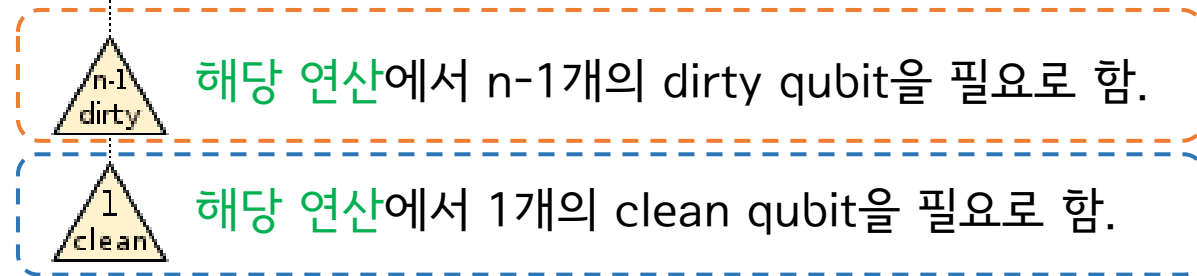 n-1
dirty
해당 연산에서 n-1개의 dirty qubit을 필요로 함.
1
clean
해당 연산에서 1개의 clean qubit을 필요로 함.